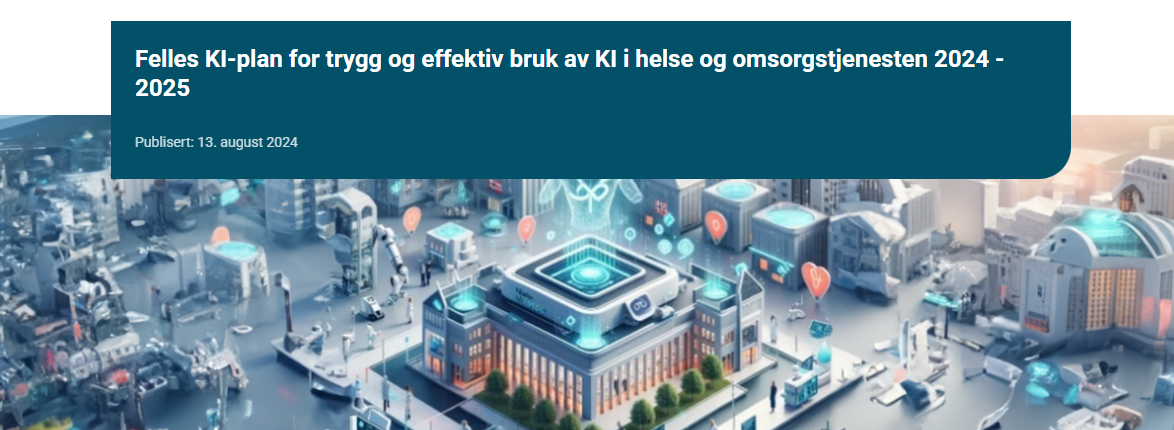 Felles KI-plan for trygg og effektiv bruk av KI i helse og omsorgstjenesten 2024 -
2025
Publisert: 13. august 2024